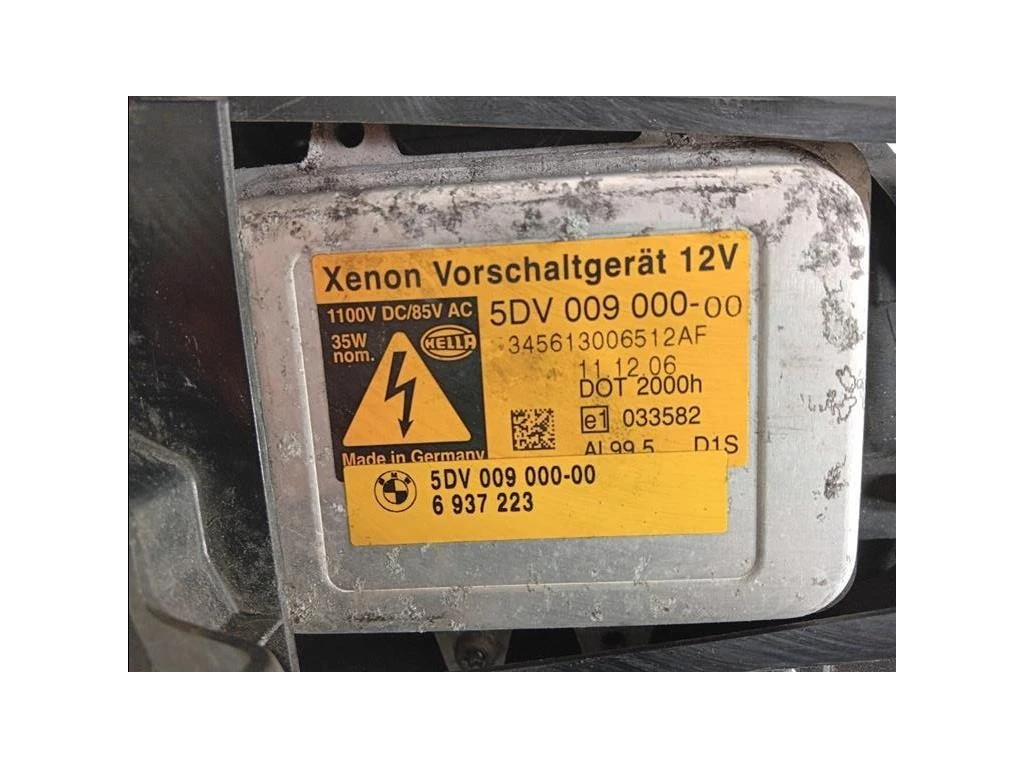 Xenon Vorschaltgerät 12V
1100V DC/85V AC
5DV 009 000-00
35W
nom.
HELLA
345613006512AF
11.12.06
DOT 2000h
e1 033582
Made in Germany
AL99.5 D1S
BMW
5DV 009 000-00
6 937 223